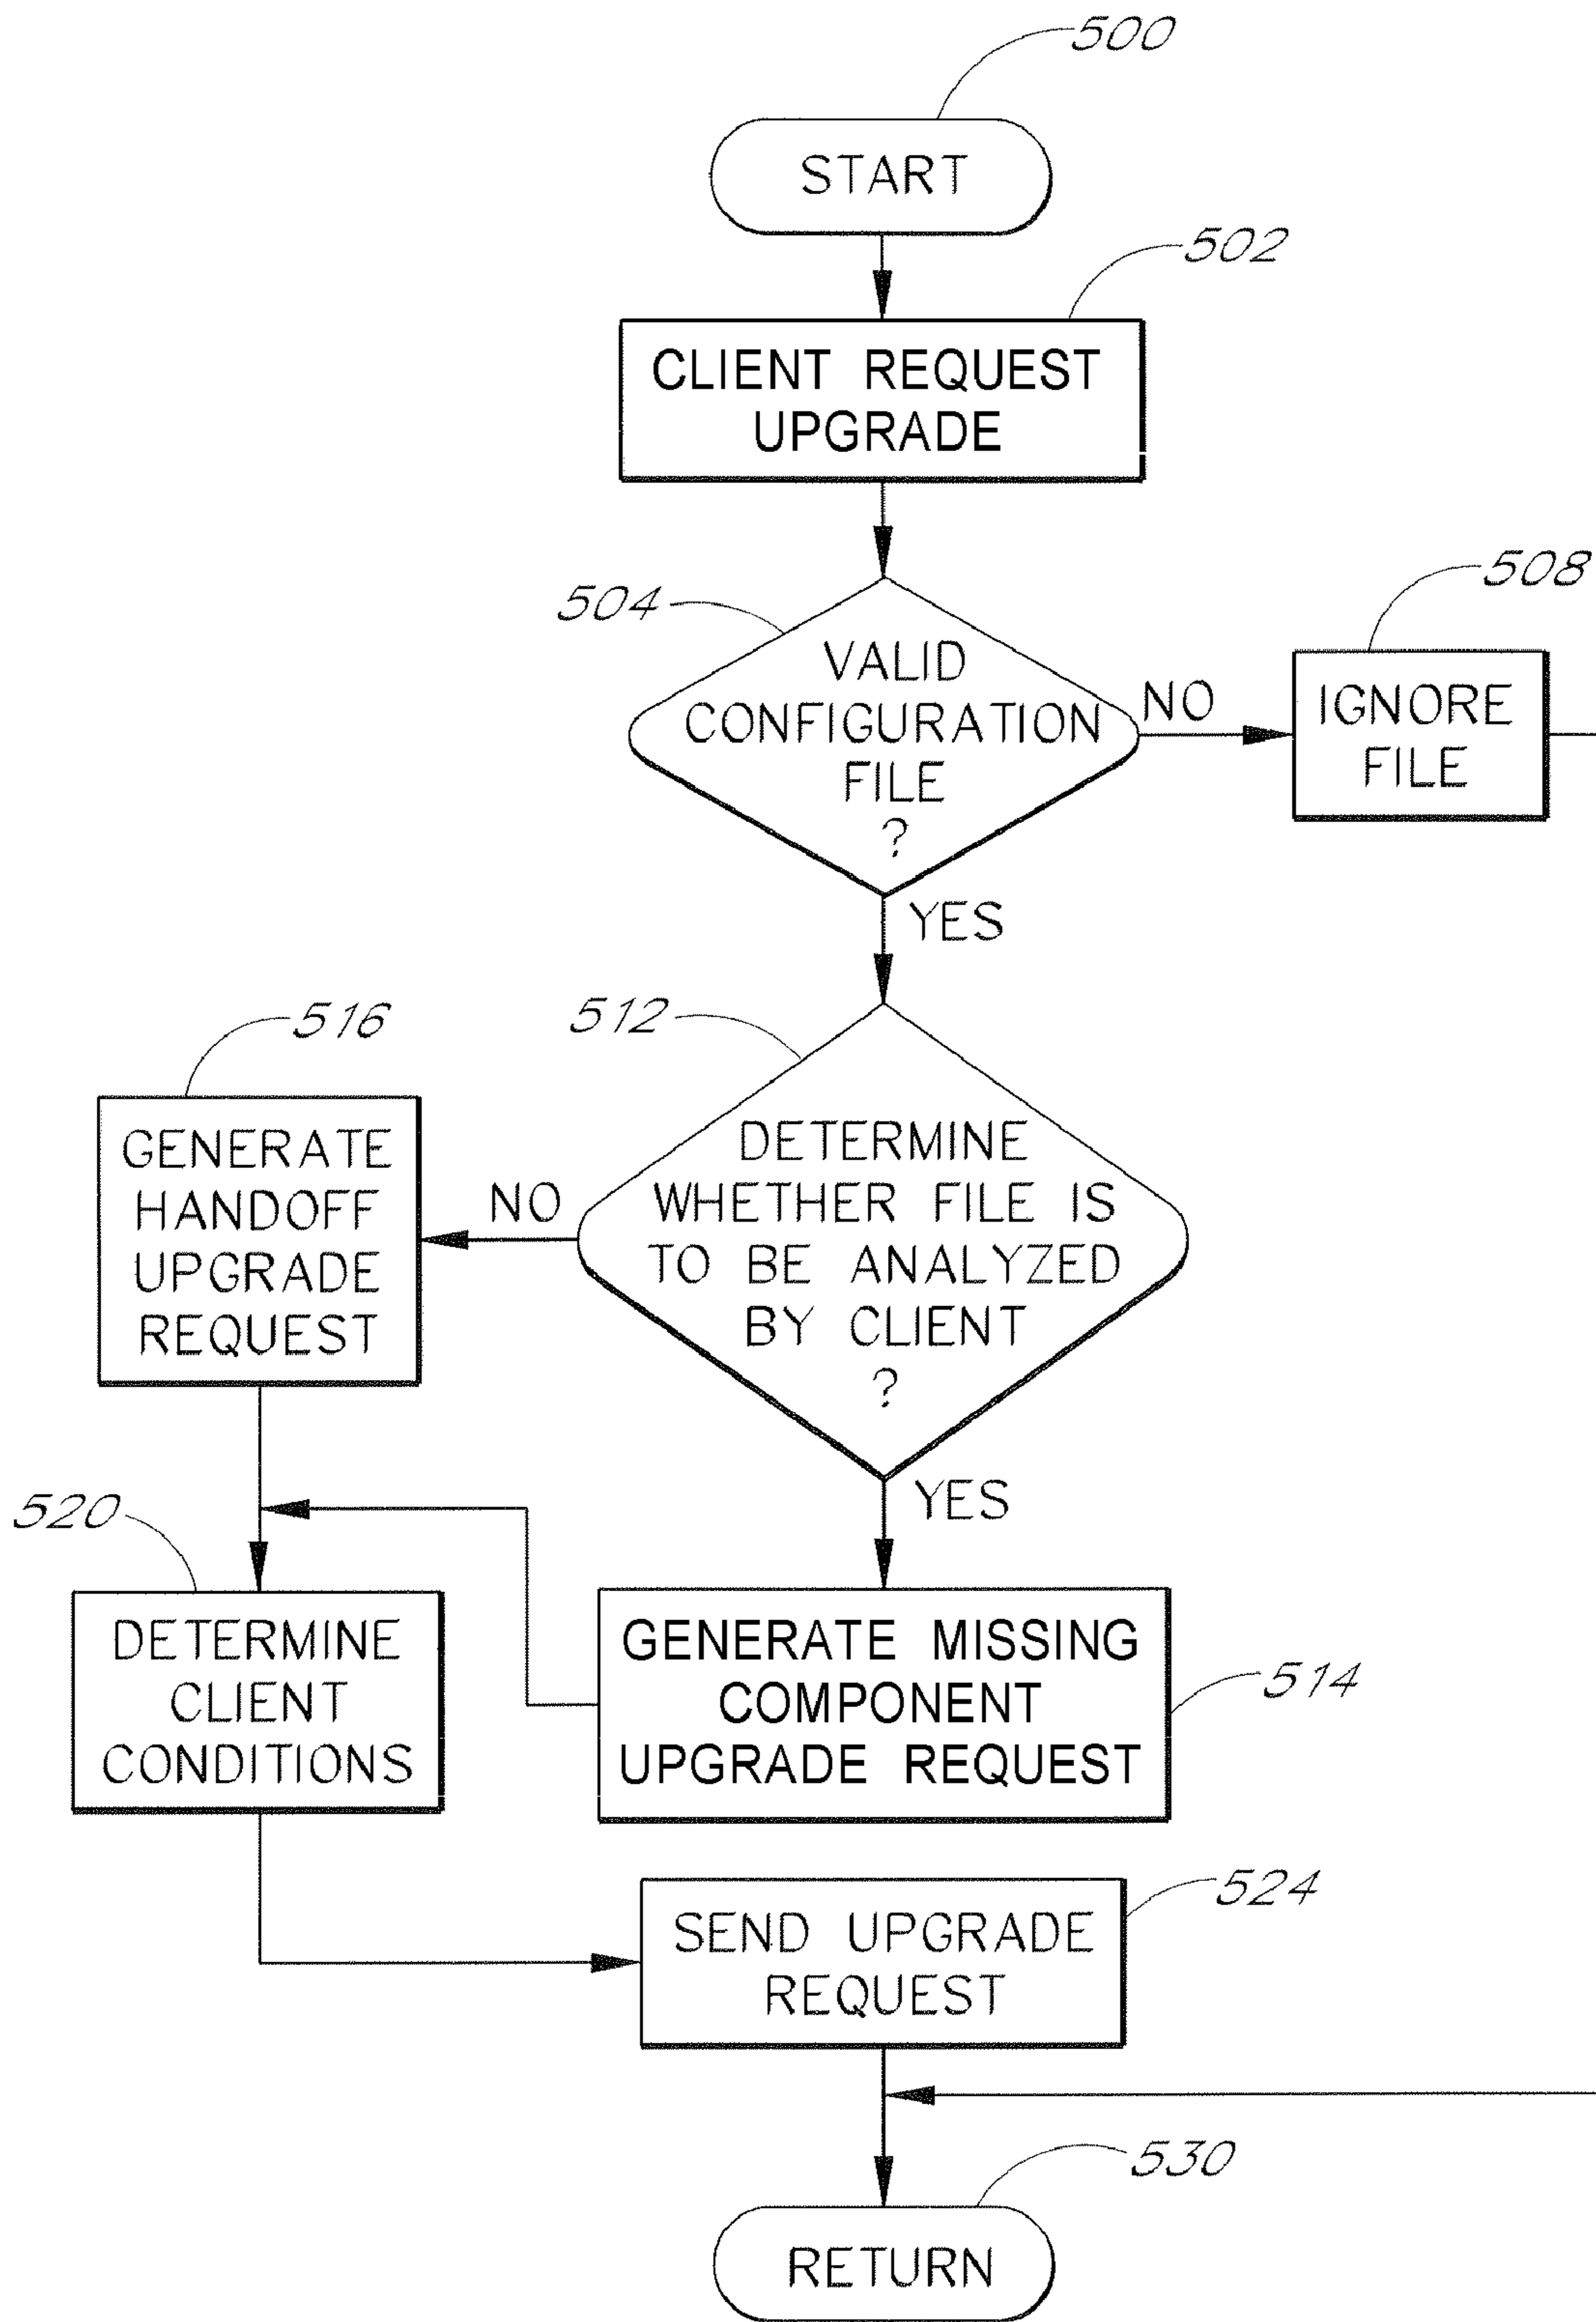 500
START
502
CLIENT REQUEST
UPGRADE
504
VALID
CONFIGURATION
FILE
?
NO
508
IGNORE
FILE
YES
512
DETERMINE
WHETHER FILE IS
TO BE ANALYZED
BY CLIENT
?
NO
516
GENERATE
HANDOFF
UPGRADE
REQUEST
YES
514
GENERATE MISSING
COMPONENT
UPGRADE REQUEST
520
DETERMINE
CLIENT
CONDITIONS
524
SEND UPGRADE
REQUEST
530
RETURN